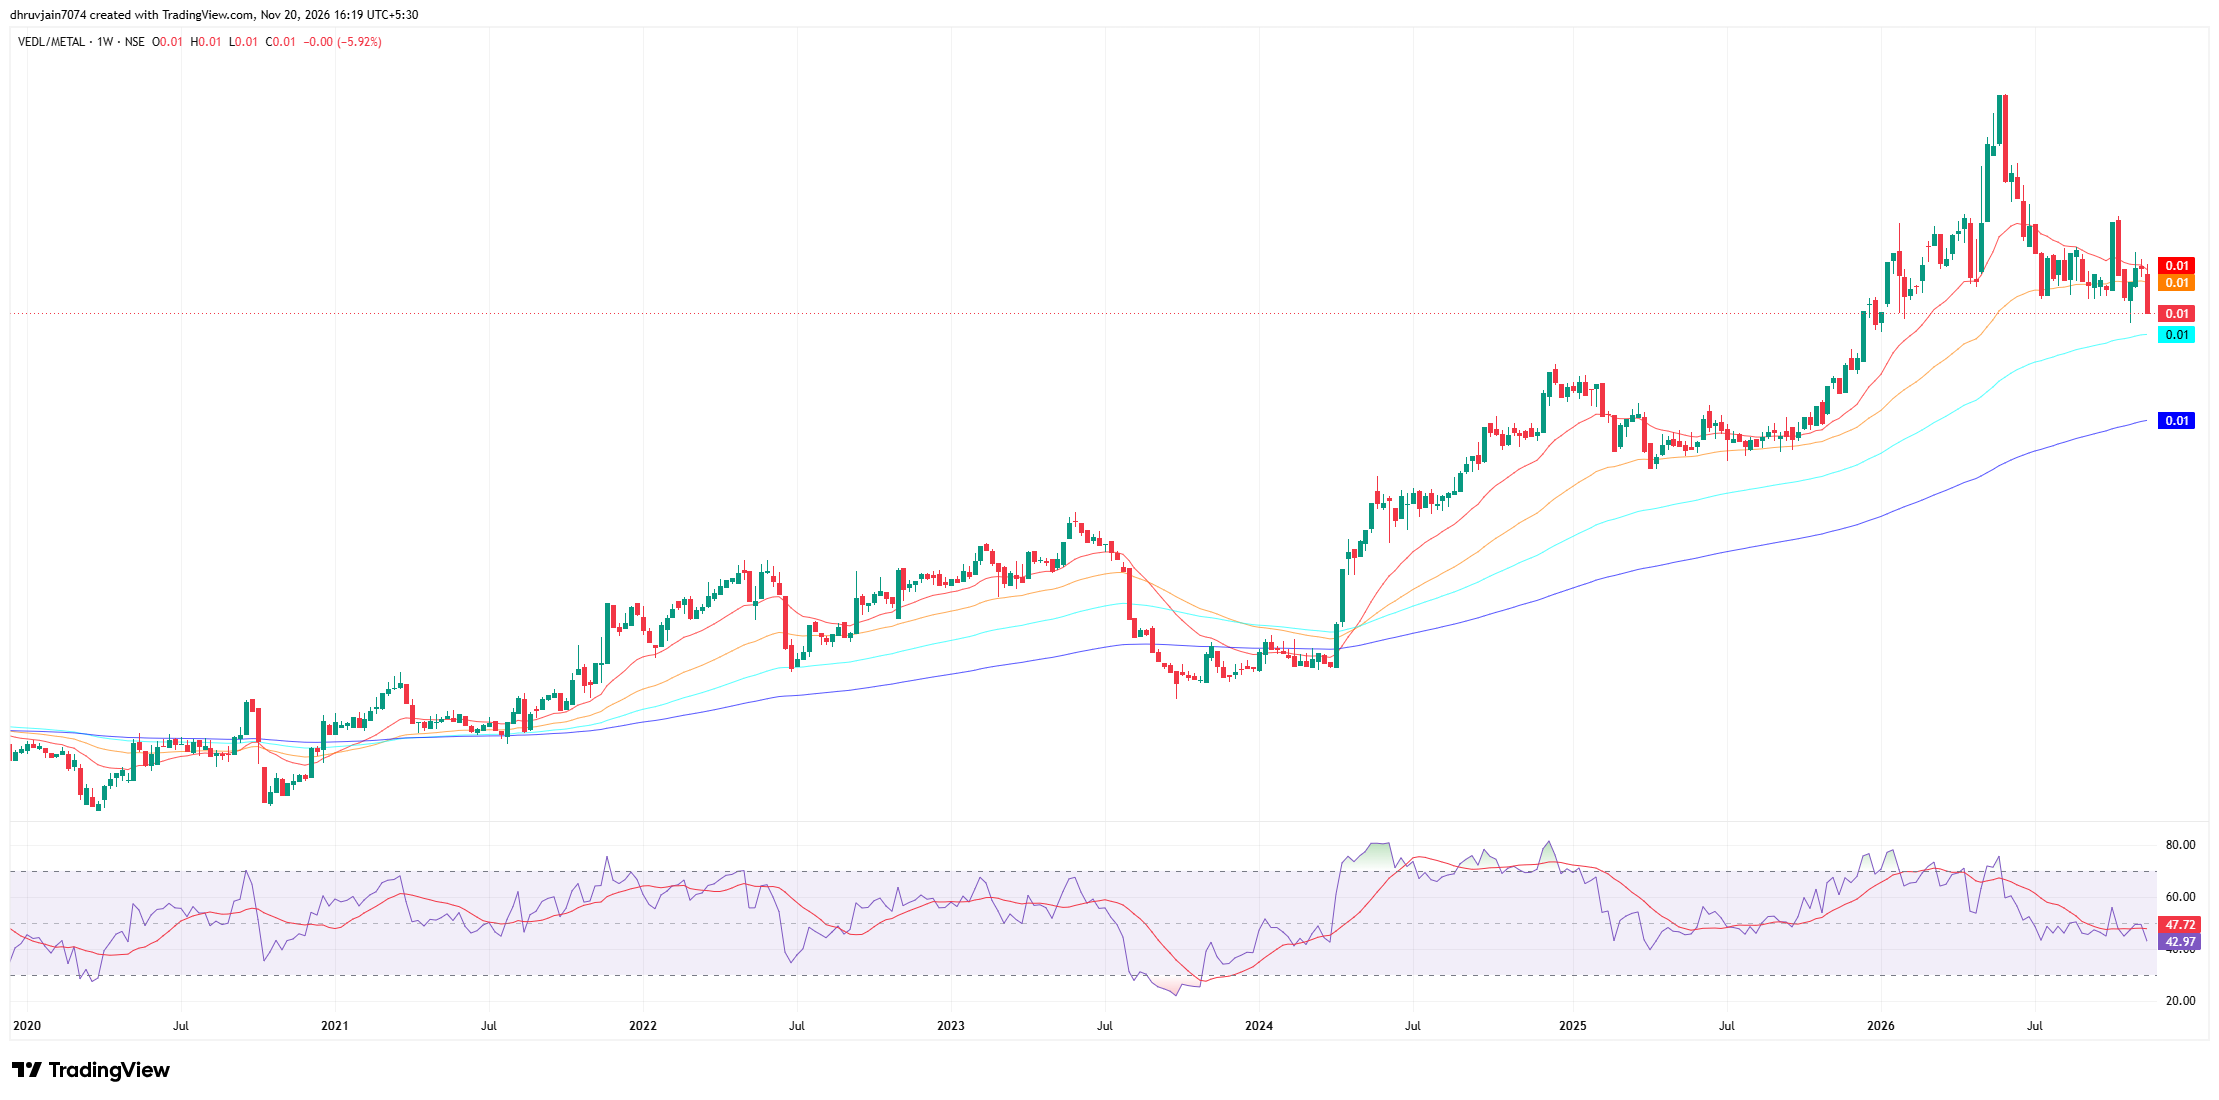 dhruvjain7074 created with TradingView.com, Nov 20, 2026 16:19 UTC+5:30
VEDL/METAL · 1W · NSE O0.01 H0.01 L0.01 C0.01 −0.00 (−5.92%)
0.01
0.01
0.01
0.01
0.01
80.00
60.00
47.72
42.97
40.00
20.00
2020 Jul 2021 Jul 2022 Jul 2023 Jul 2024 Jul 2025 Jul 2026 Jul
TradingView